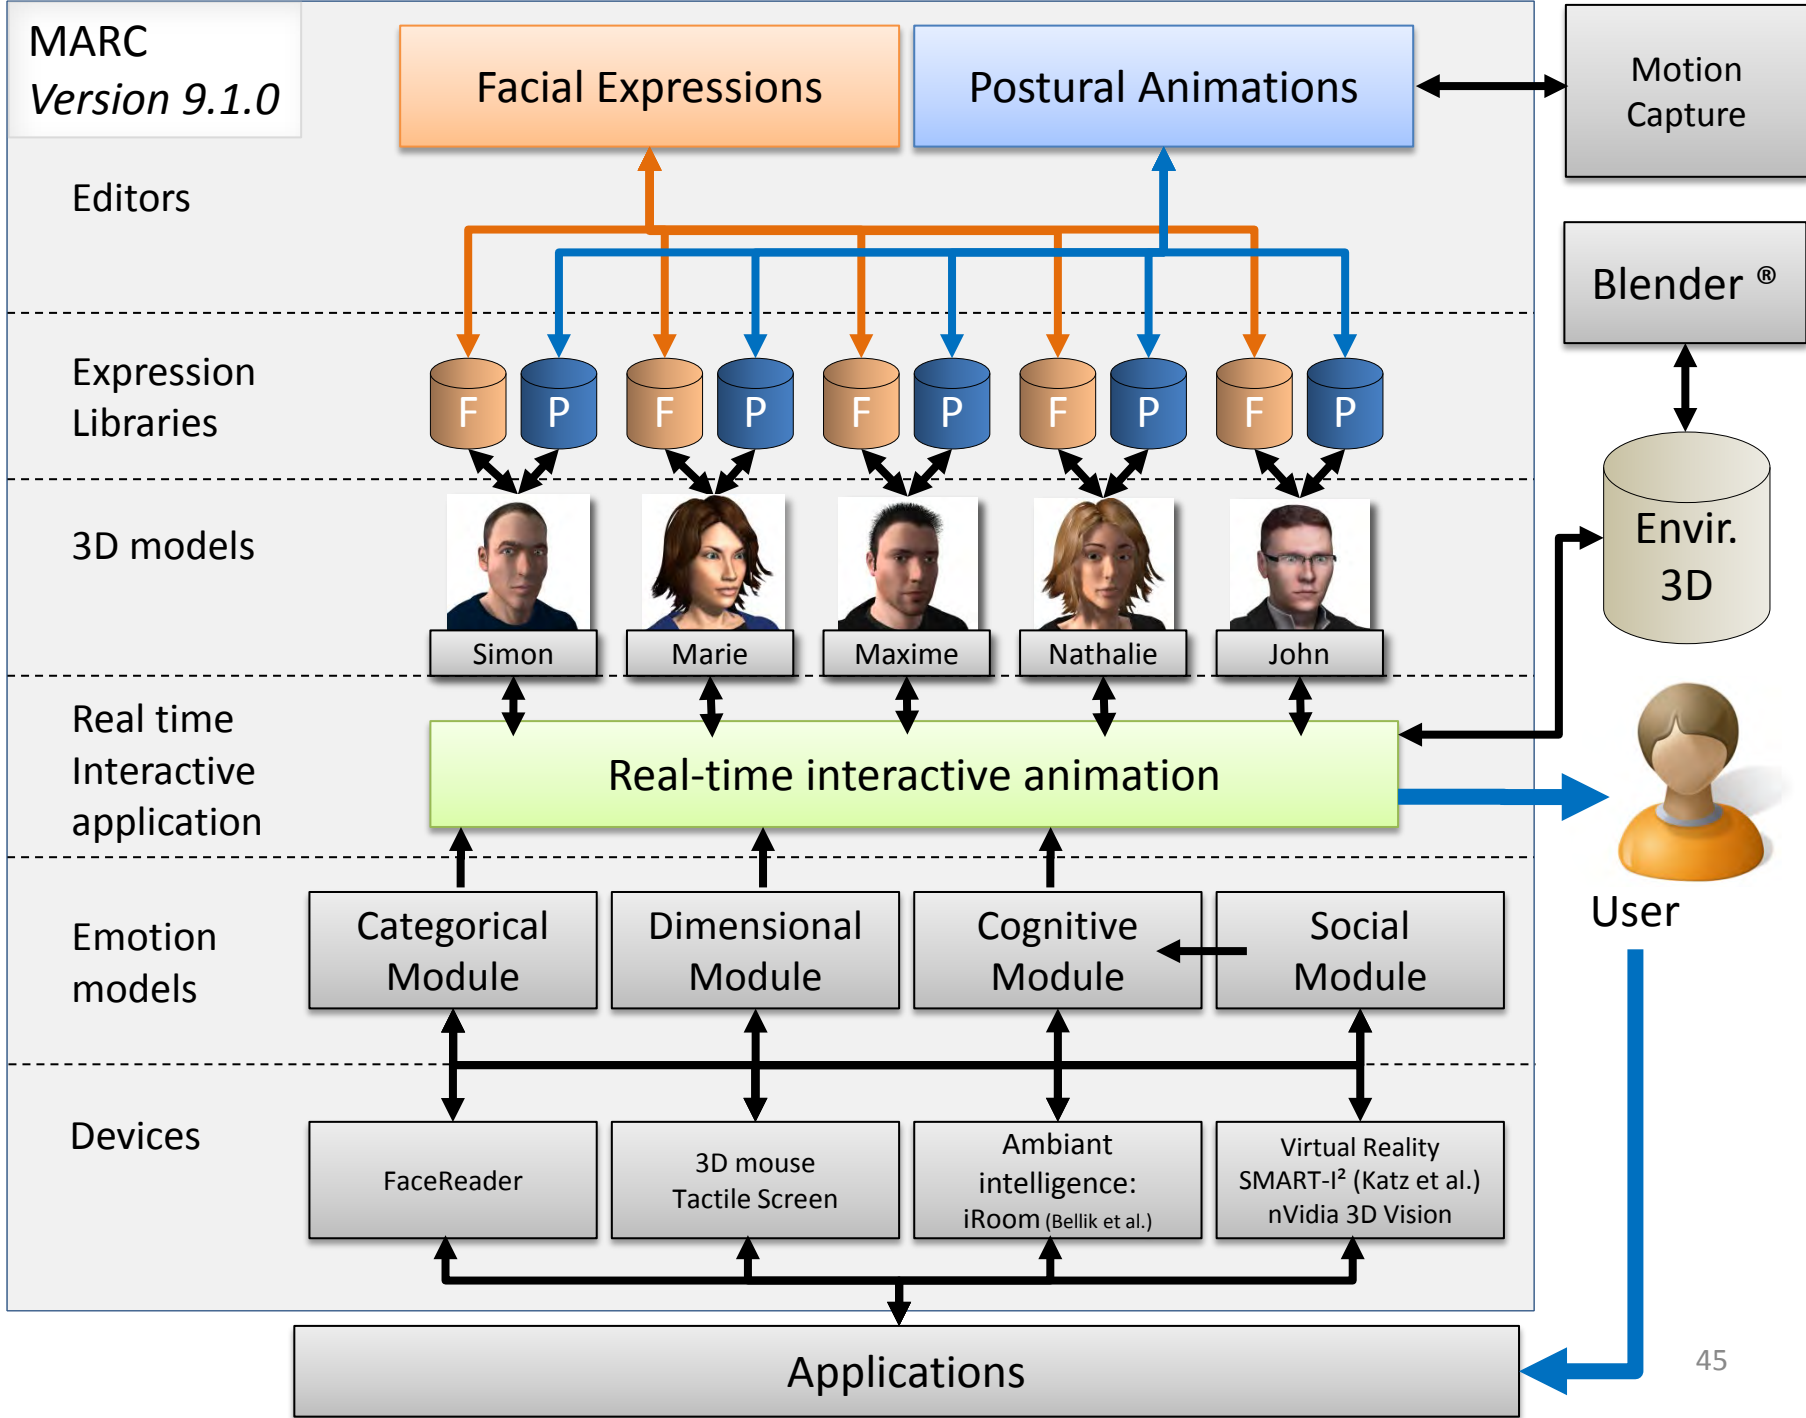 MARC
Version 9.1.0
Facial Expressions
Postural Animations
Motion
Capture
Editors
Blender ®
Expression
Libraries
F
P
F
P
F
P
F
P
F
P
3D models
Envir.
3D
Simon
Marie
Maxime
Nathalie
John
Real time
Interactive
application
Real-time interactive animation
User
Emotion
models
Categorical
Module
Dimensional
Module
Cognitive
Module
Social
Module
Devices
FaceReader
3D mouse
Tactile Screen
Ambiant
intelligence:
iRoom (Bellik et al.)
Virtual Reality
SMART-I² (Katz et al.)
nVidia 3D Vision
Applications
45